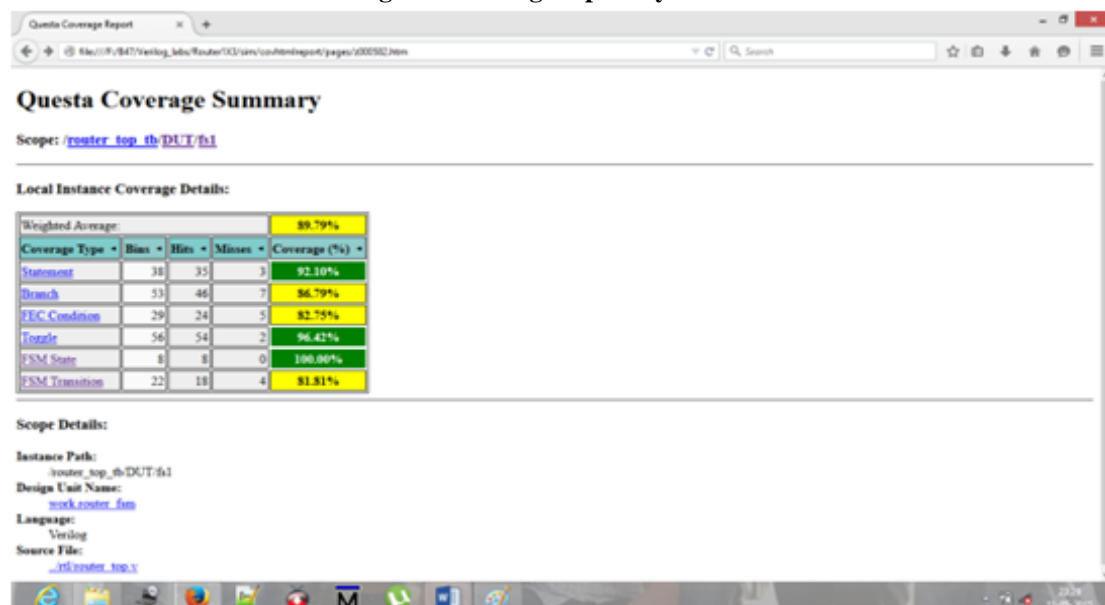 Questa Coverage Report
Search
Questa Coverage Summary
Scope: /router_top_tb/DUT/fs1
Local Instance Coverage Details:
Weighted Average: 89.79%
Coverage Type Bins Hits Misses Coverage (%)
Statement 38 35 3 92.10%
Branch 53 46 7 86.79%
FEC Condition 29 24 5 82.75%
Toggle 56 54 2 96.42%
FSM State 8 8 0 100.00%
FSM Transition 22 18 4 81.81%
Scope Details:
Instance Path:
/router_top_tb/DUT/fs1
Design Unit Name:
work.router_fsm
Language:
Verilog
Source File:
../rtl/router_top.v